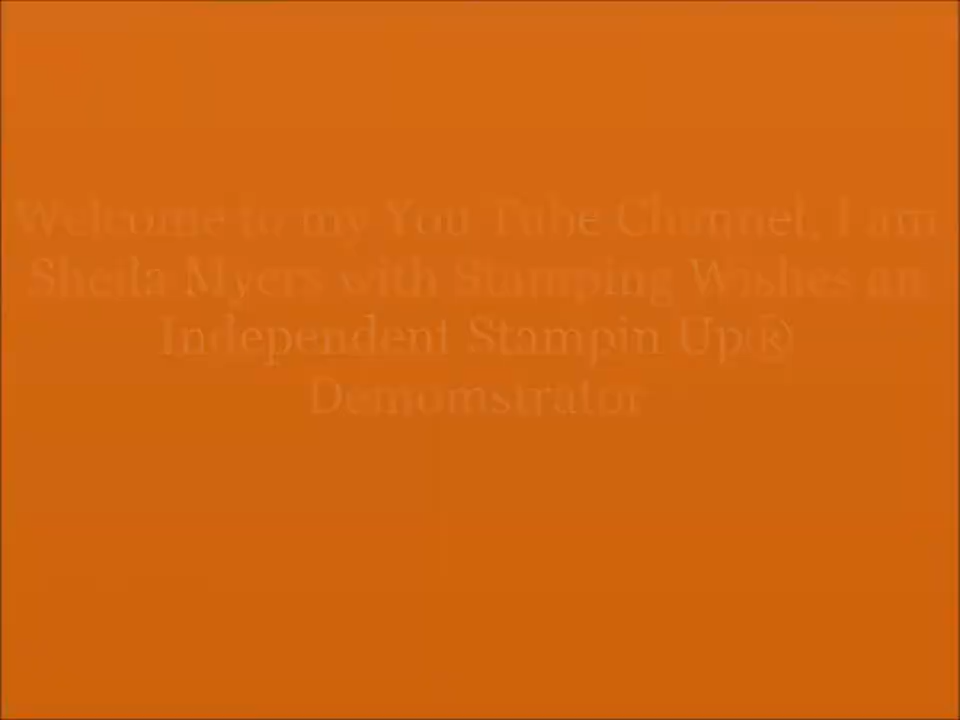 Welcome to my You Tube Channel, I am
Sheila Myers with Stamping Wishes an
Independent Stampin Up®
Demomstrator